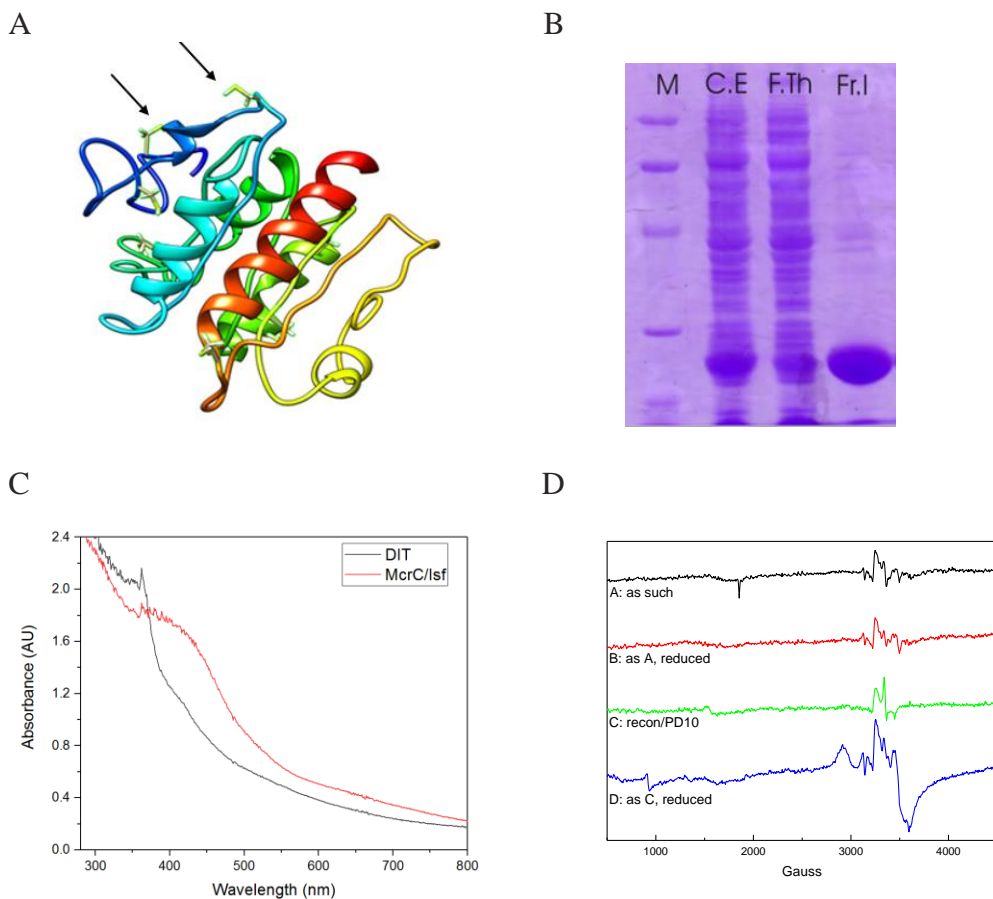 A
B
M C.E F.Th Fr.I
C
2.4
2.0
1.6
1.2
0.8
0.4
0.0
300 400 500 600 700 800
Absorbance (AU)
Wavelength (nm)
DIT
McrC/Isf
D
A: as such
B: as A, reduced
C: recon/PD10
D: as C, reduced
1000 2000 3000 4000
Gauss